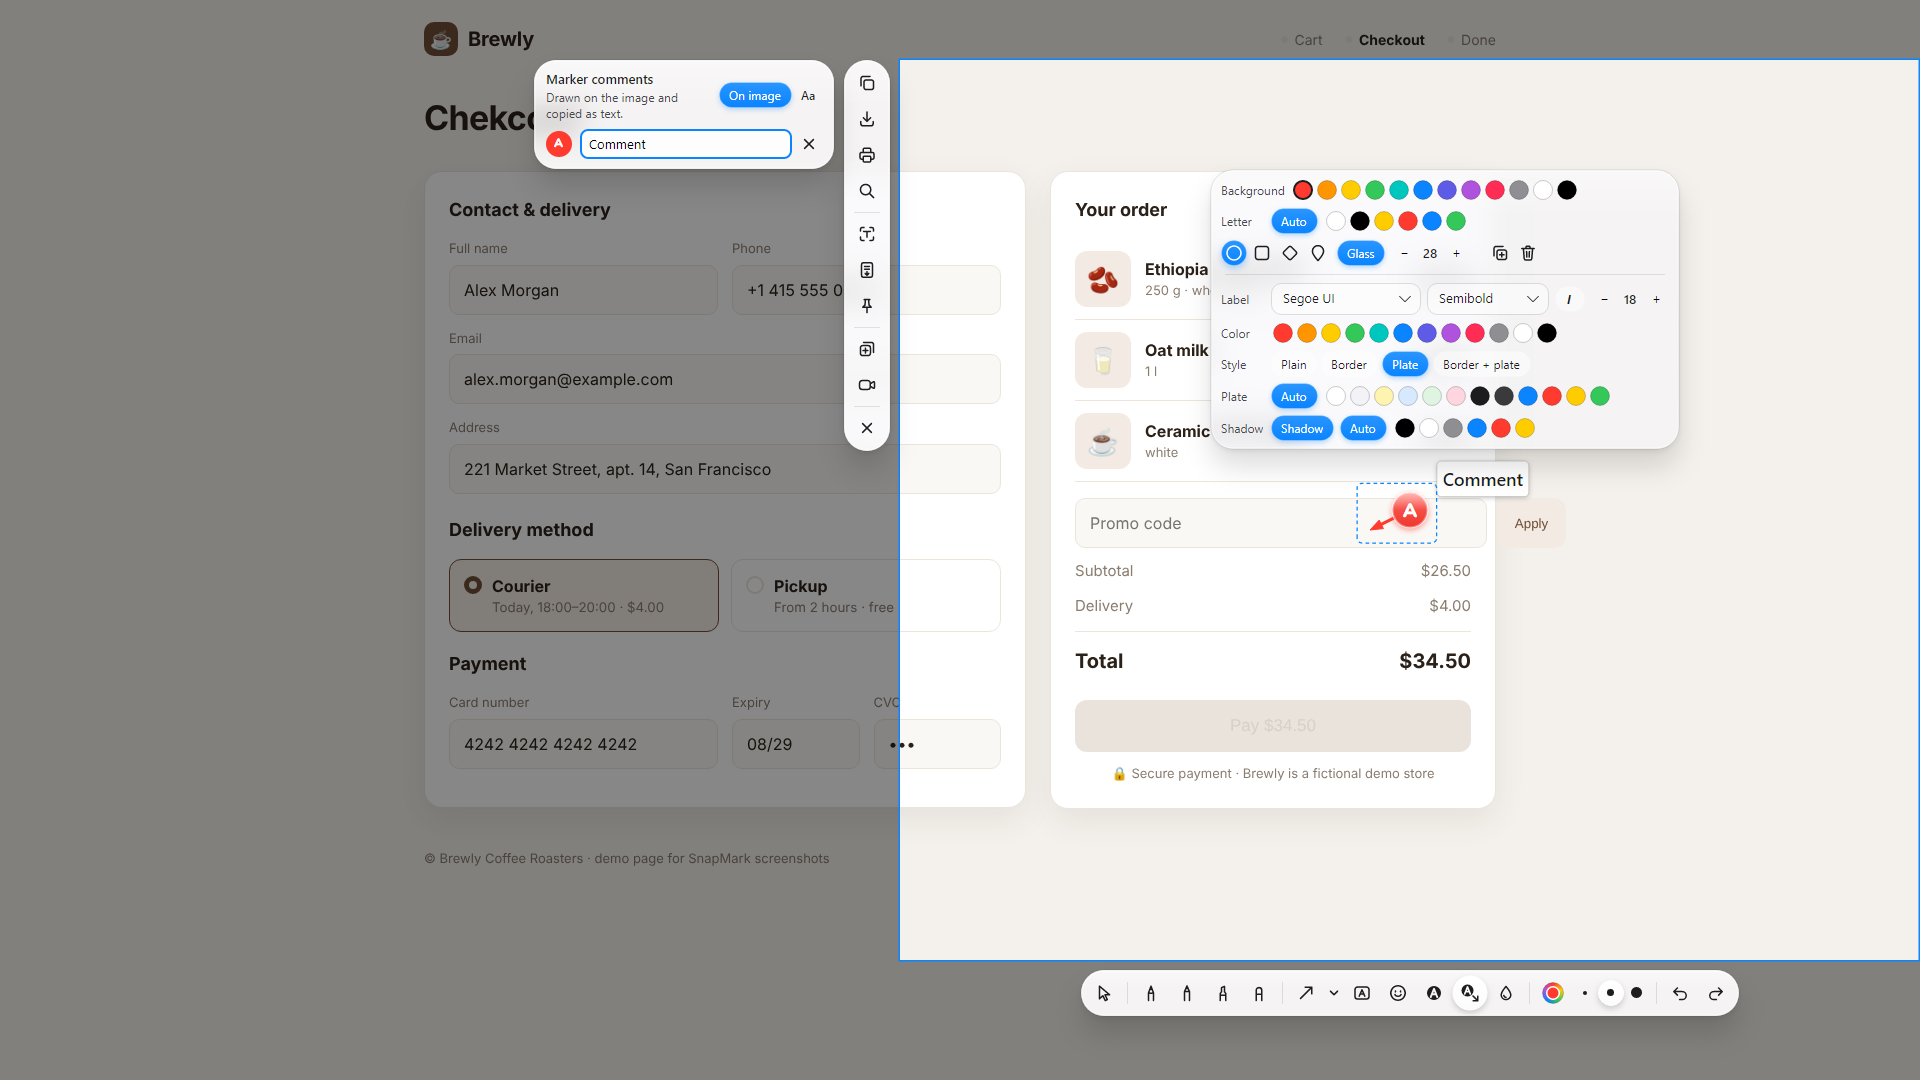 Brewly
Cart
Checkout
Done
Marker comments
Drawn on the image and
copied as text.
On image
Aa
A
Comment
Contact & delivery
Full name
Phone
Alex Morgan
+1 415 555 0
Email
alex.morgan@example.com
Address
221 Market Street, apt. 14, San Francisco
Delivery method
Courier
Today, 18:00–20:00 · $4.00
Pickup
From 2 hours · free
Payment
Card number
Expiry
4242 4242 4242 4242
08/29
•••
© Brewly Coffee Roasters · demo page for SnapMark screenshots
Your order
Ethiopia
250 g ·
Oat milk
1 l
Ceramic
white
Background
Letter
Auto
Glass
− 28 +
Label
Segoe UI
Semibold
I
− 18 +
Color
Style
Plain
Border
Plate
Border + plate
Plate
Auto
Shadow
Shadow
Auto
Comment
A
Promo code
Apply
Subtotal
$26.50
Delivery
$4.00
Total
$34.50
Pay $34.50
Secure payment · Brewly is a fictional demo store